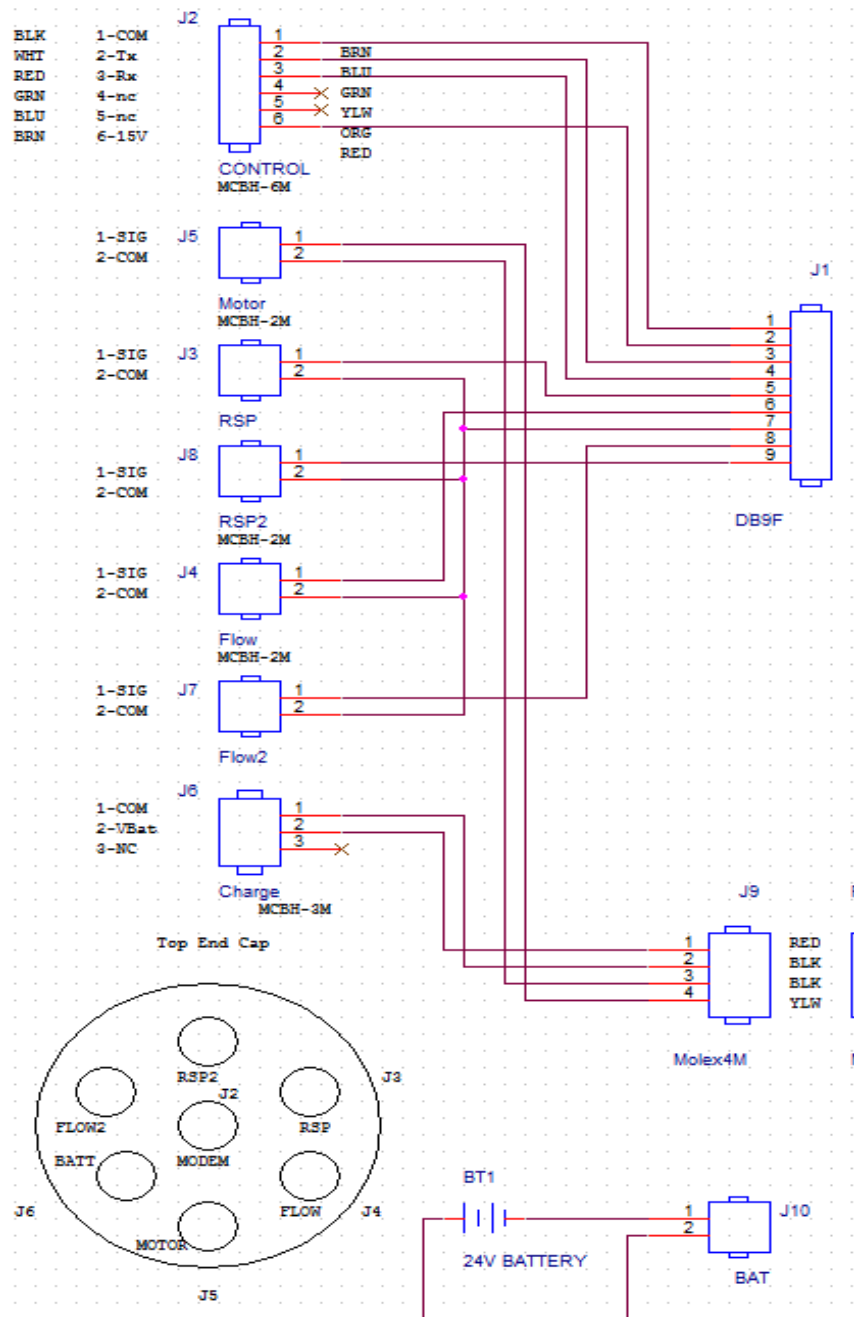 J2
BLK 1-COM
WHT 2-Tx
RED 3-Rx
GRN 4-nc
BLU 5-nc
BRN 6-15V
1
2
3
4
5
6
BRN
BLU
GRN
YLW
ORG
RED
CONTROL
MCBH-6M
1-SIG
2-COM
J5
1
2
Motor
MCBH-2M
1-SIG
2-COM
J3
1
2
RSP
J8
1-SIG
2-COM
1
2
RSP2
MCBH-2M
1-SIG
2-COM
J4
1
2
Flow
MCBH-2M
1-SIG
2-COM
J7
1
2
Flow2
J6
1-COM
2-VBat
3-NC
1
2
3
Charge
MCBH-3M
J1
1
2
3
4
5
6
7
8
9
DB9F
J9
1
2
3
4
RED
BLK
BLK
YLW
Molex4M
Top End Cap
RSP2
J2
J3
FLOW2
RSP
BATT
MODEM
J6
FLOW
J4
MOTOR
J5
BT1
24V BATTERY
1
2
J10
BAT